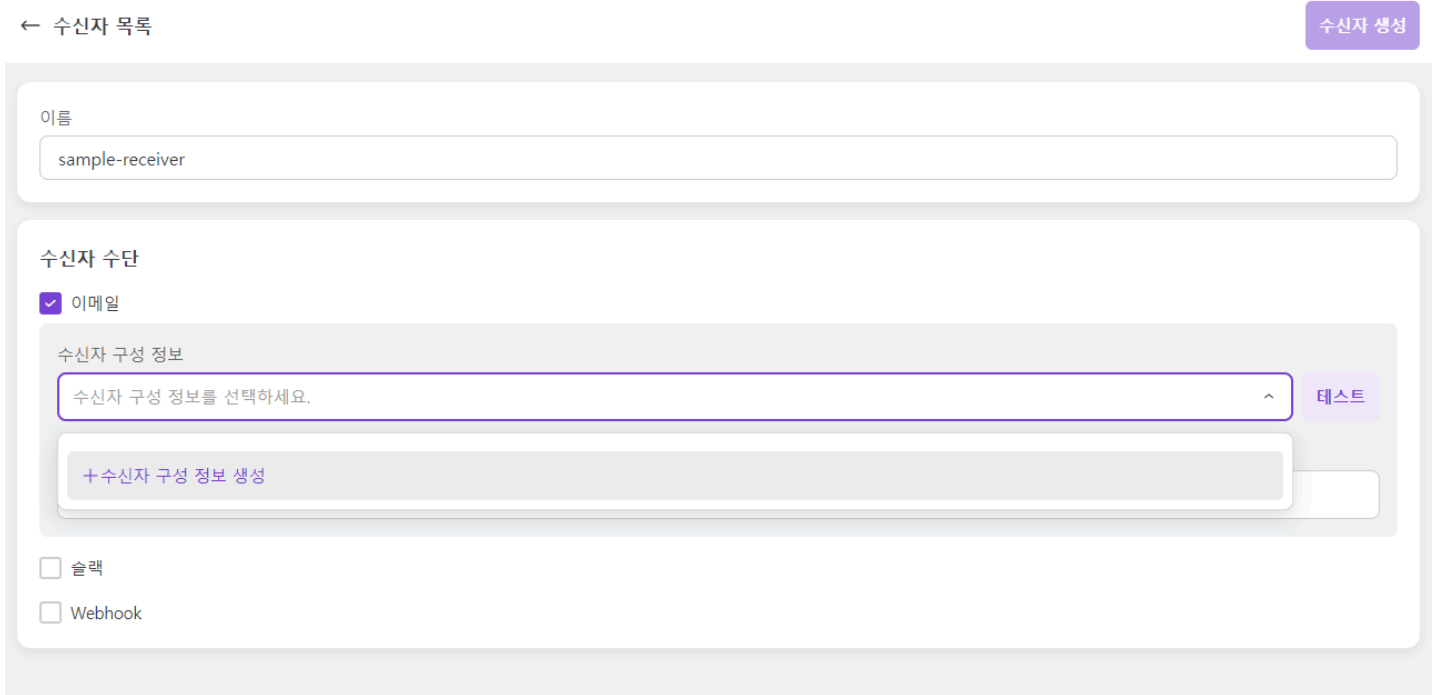 ← 수신자 목록
수신자 생성
이름
sample-receiver
수신자 수단
이메일
수신자 구성 정보
수신자 구성 정보를 선택하세요.
테스트
+수신자 구성 정보 생성
슬랙
Webhook